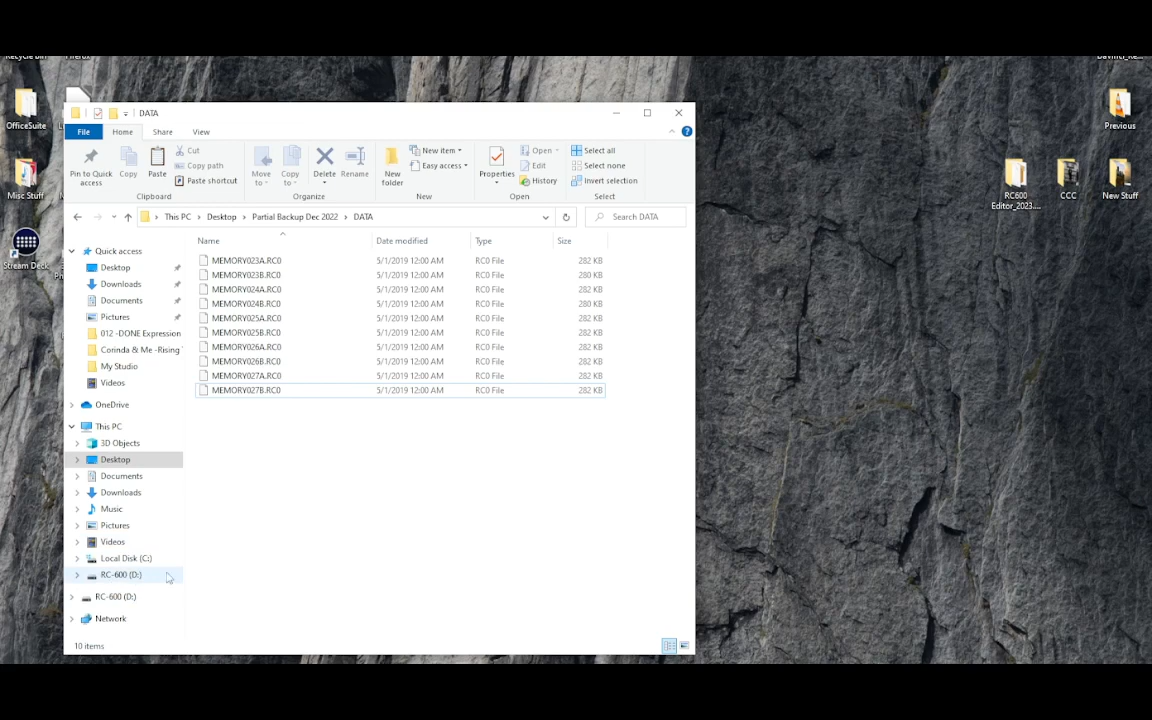 Recycle Bin
Firefox
OfficeSuite
Misc Stuff
Stream Deck
Previous
RC600
Editor_2023....
CCC
New Stuff
DATA
File Home Share View
Pin to Quick access
Copy
Paste
Cut
Copy path
Paste shortcut
Clipboard
Move to
Copy to
Delete
Rename
Organize
New folder
New item
Easy access
New
Properties
Open
Edit
History
Open
Select all
Select none
Invert selection
Select
This PC › Desktop › Partial Backup Dec 2022 › DATA
Search DATA
Name Date modified Type Size
MEMORY023A.RC0 5/1/2019 12:00 AM RC0 File 282 KB
MEMORY023B.RC0 5/1/2019 12:00 AM RC0 File 280 KB
MEMORY024A.RC0 5/1/2019 12:00 AM RC0 File 282 KB
MEMORY024B.RC0 5/1/2019 12:00 AM RC0 File 280 KB
MEMORY025A.RC0 5/1/2019 12:00 AM RC0 File 282 KB
MEMORY025B.RC0 5/1/2019 12:00 AM RC0 File 282 KB
MEMORY026A.RC0 5/1/2019 12:00 AM RC0 File 282 KB
MEMORY026B.RC0 5/1/2019 12:00 AM RC0 File 282 KB
MEMORY027A.RC0 5/1/2019 12:00 AM RC0 File 282 KB
MEMORY027B.RC0 5/1/2019 12:00 AM RC0 File 282 KB
Quick access
Desktop
Downloads
Documents
Pictures
012 -DONE Expression
Corinda & Me -Rising
My Studio
Videos
OneDrive
This PC
3D Objects
Desktop
Documents
Downloads
Music
Pictures
Videos
Local Disk (C:)
RC-600 (D:)
RC-600 (D:)
Network
10 items